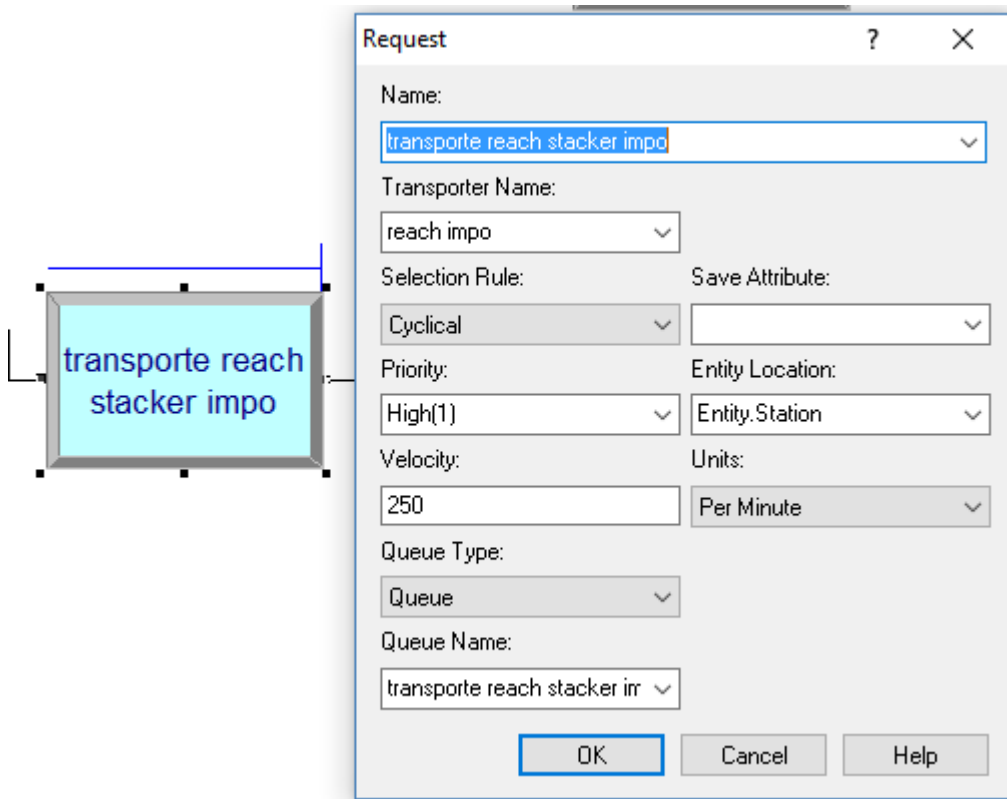 Request
?
Name:
transporte reach stacker impo
Transporter Name:
reach impo
Selection Rule:
Save Attribute:
Cyclical
Priority:
Entity Location:
High(1)
Entity.Station
Velocity:
Units:
250
Per Minute
Queue Type:
Queue
Queue Name:
transporte reach stacker im
OK
Cancel
Help
transporte reach
stacker impo